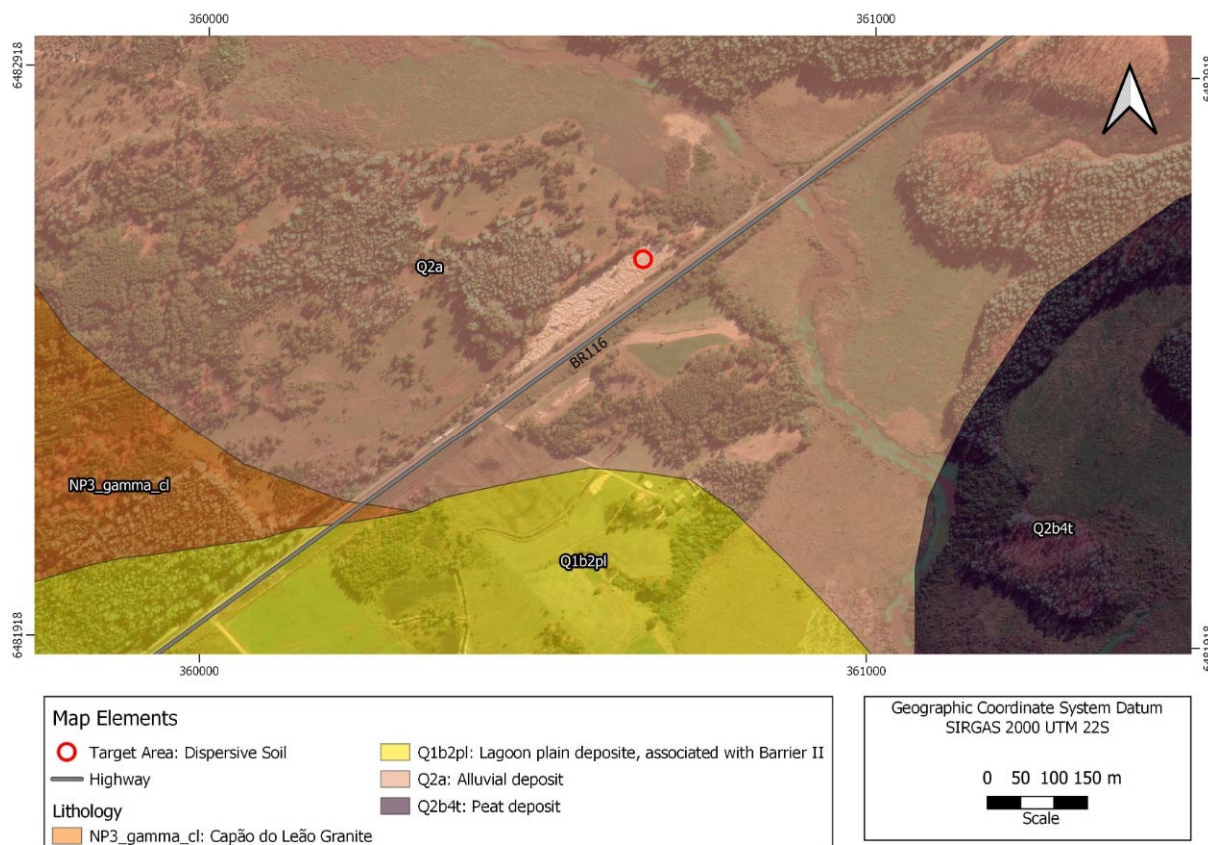 360000
361000
6482918
6482918
Q2a
BR116
NP3_gamma_cl
Q2b4t
Q1b2pl
6481918
6481918
360000
361000
Map Elements
Target Area: Dispersive Soil
Highway
Lithology
NP3_gamma_cl: Capão do Leão Granite
Q1b2pl: Lagoon plain deposite, associated with Barrier II
Q2a: Alluvial deposit
Q2b4t: Peat deposit
Geographic Coordinate System Datum
SIRGAS 2000 UTM 22S
0 50 100 150 m
Scale